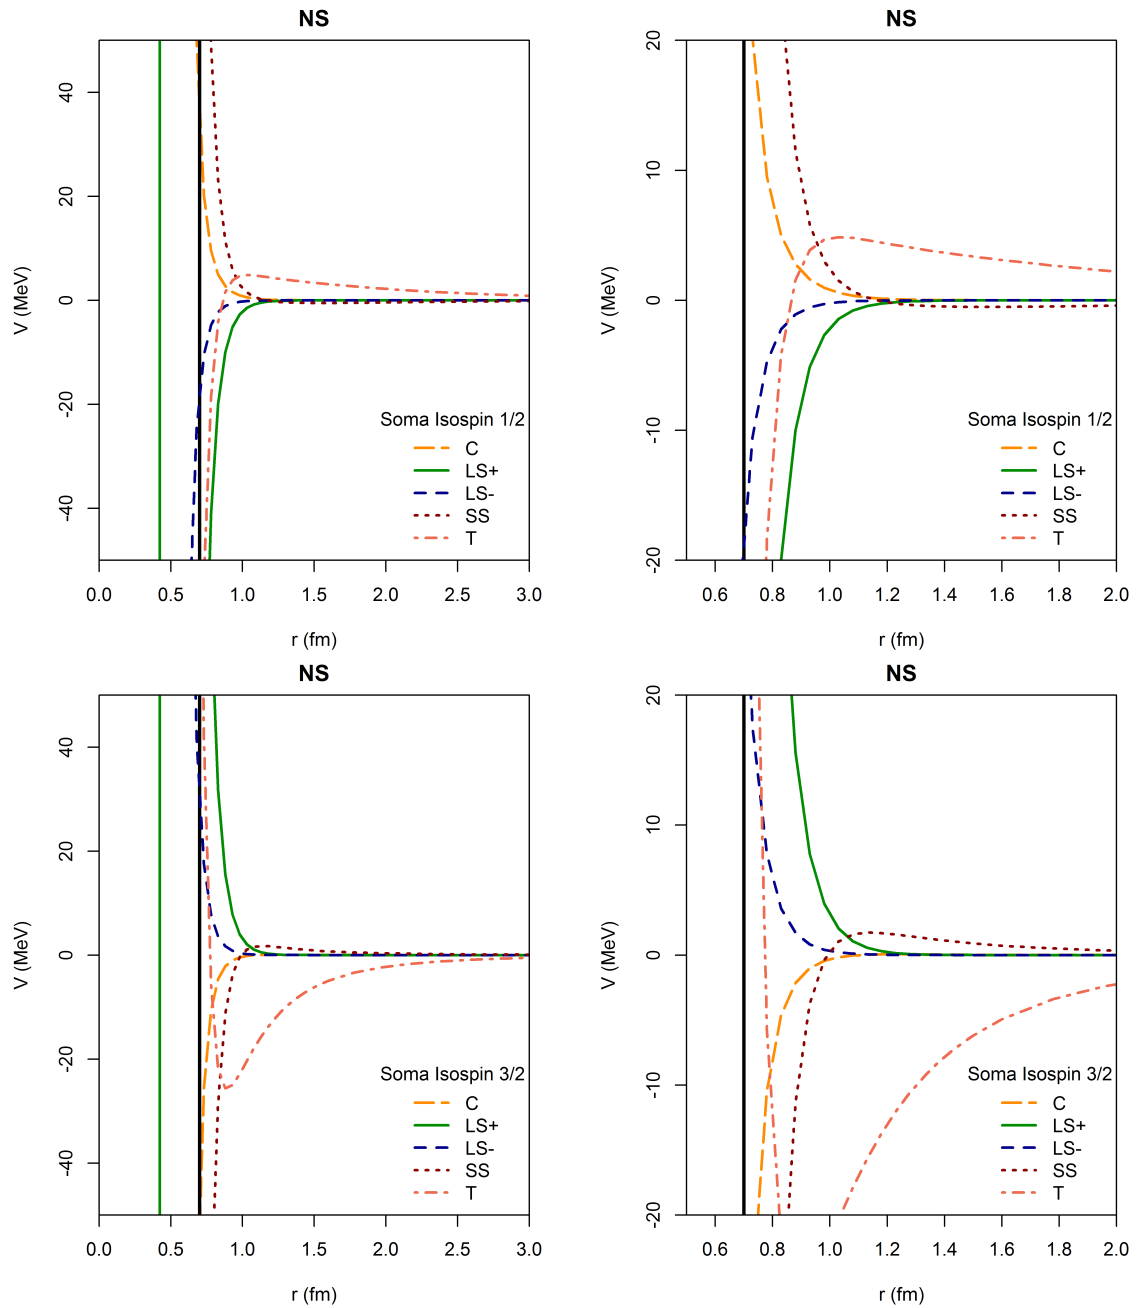 NS
V (MeV)
40
20
0
-20
-40
Soma Isospin 1/2
C
LS+
LS-
SS
T
0.0 0.5 1.0 1.5 2.0 2.5 3.0
r (fm)
NS
V (MeV)
20
10
0
-10
-20
Soma Isospin 1/2
C
LS+
LS-
SS
T
0.6 0.8 1.0 1.2 1.4 1.6 1.8 2.0
r (fm)
NS
V (MeV)
40
20
0
-20
-40
Soma Isospin 3/2
C
LS+
LS-
SS
T
0.0 0.5 1.0 1.5 2.0 2.5 3.0
r (fm)
NS
V (MeV)
20
10
0
-10
-20
Soma Isospin 3/2
C
LS+
LS-
SS
T
0.6 0.8 1.0 1.2 1.4 1.6 1.8 2.0
r (fm)